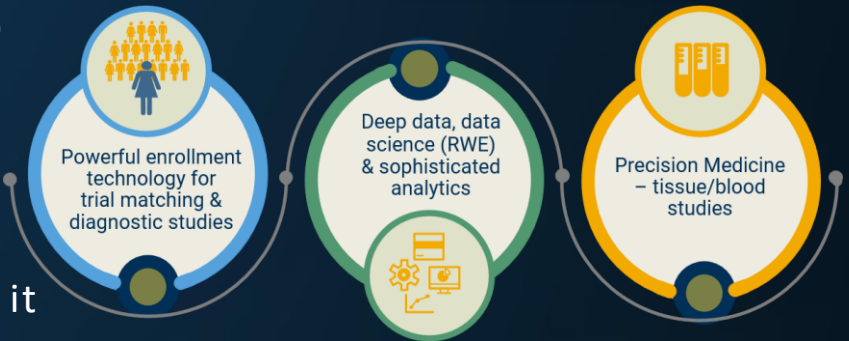 Powerful enrollment
technology for
trial matching &
diagnostic studies
Deep data, data
science (RWE)
& sophisticated
analytics
Precision Medicine
– tissue/blood
studies
it